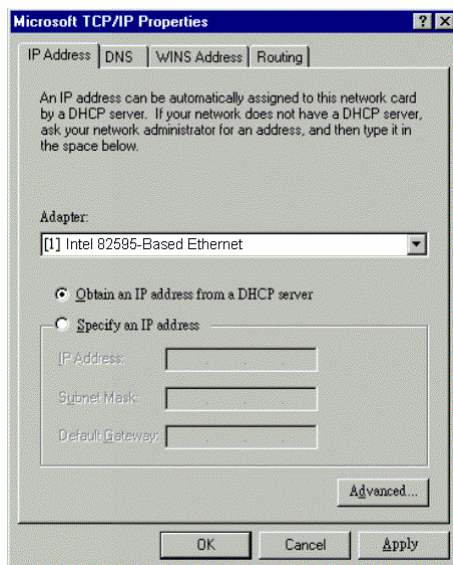 Microsoft TCP/IP Properties
IP Address DNS WINS Address Routing
An IP address can be automatically assigned to this network card
by a DHCP server. If your network does not have a DHCP server,
ask your network administrator for an address, and then type it in
the space below.
Adapter:
[1] Intel 82595-Based Ethernet
Obtain an IP address from a DHCP server
Specify an IP address
IP Address:
Subnet Mask:
Default Gateway:
Advanced...
OK Cancel Apply